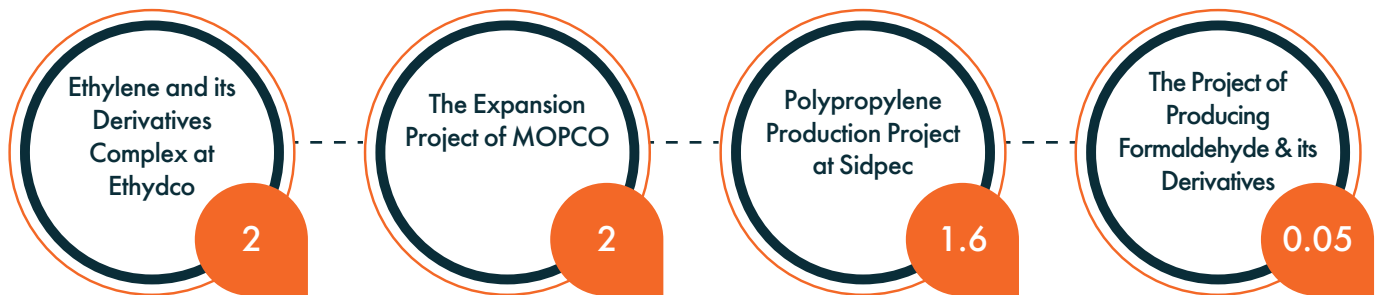 Ethylene and its
Derivatives
Complex at
Ethydco
2
The Expansion
Project of MOPCO
2
Polypropylene
Production Project
at Sidpec
1.6
The Project of
Producing
Formaldehyde & its
Derivatives
0.05